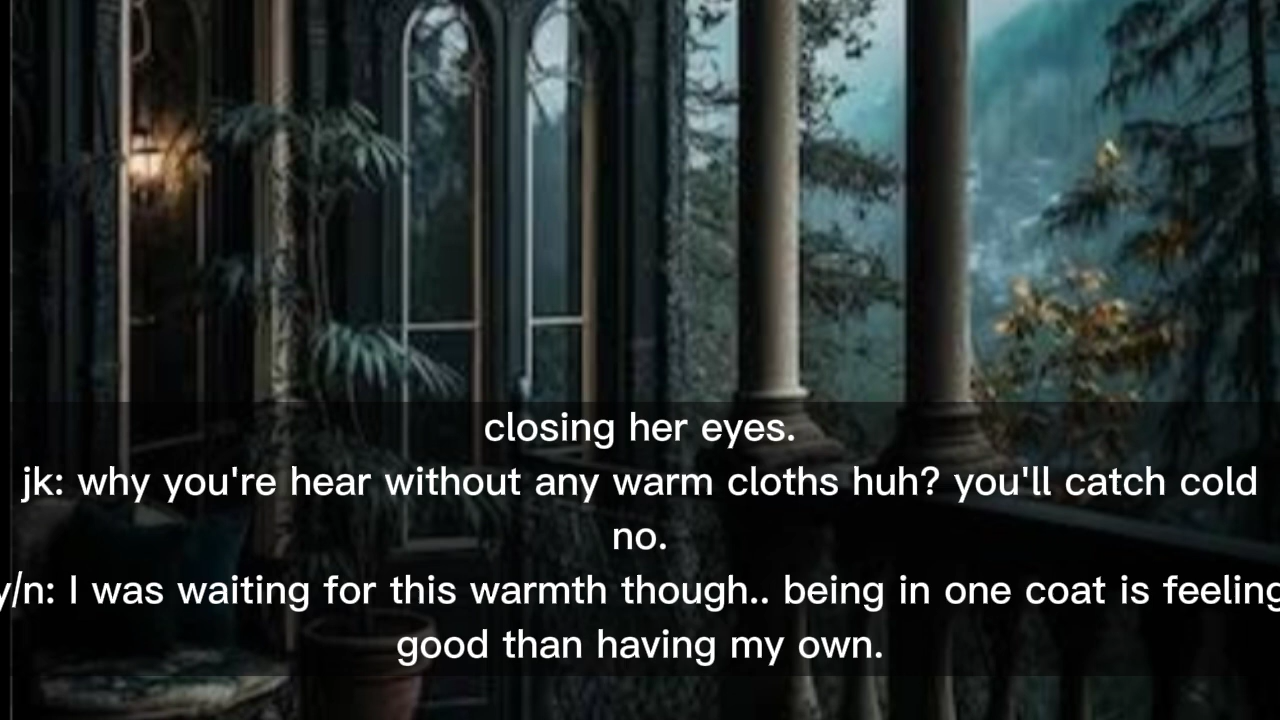 closing her eyes.
jk: why you're hear without any warm cloths huh? you'll catch cold
no.
y/n: I was waiting for this warmth though.. being in one coat is feeling
good than having my own.